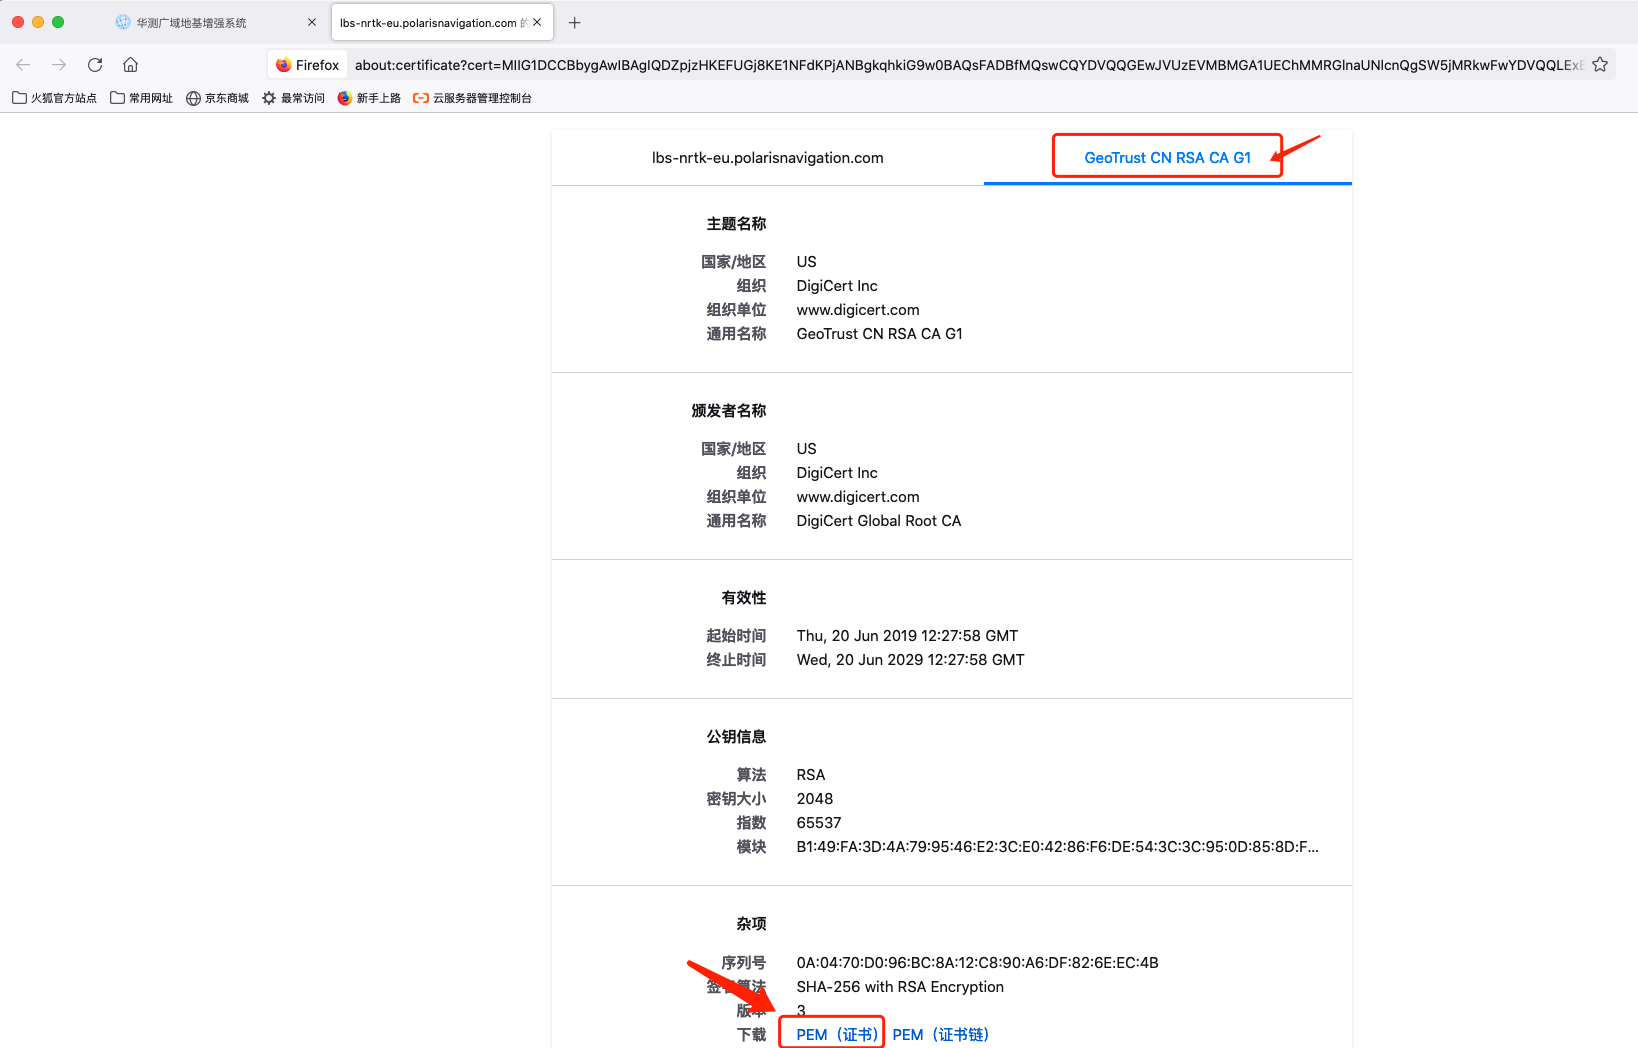 华测广域地基增强系统
lbs-nrtk-eu.polarisnavigation.com 的
Firefox about:certificate?cert=MIIG1DCCBbygAwIBAgIQDZpjzHKEFUGj8KE1NFdKPjANBgkqhkiG9w0BAQsFADBfMQswCQYDVQQGEwJVUzEVMBMGA1UEChMMRGlnaUNlcnQgSW5jMRkwFwYDVQQLExB
火狐官方站点 常用网址 京东商城 最常访问 新手上路 云服务器管理控制台
lbs-nrtk-eu.polarisnavigation.com GeoTrust CN RSA CA G1
主题名称
国家/地区 US
组织 DigiCert Inc
组织单位 www.digicert.com
通用名称 GeoTrust CN RSA CA G1
颁发者名称
国家/地区 US
组织 DigiCert Inc
组织单位 www.digicert.com
通用名称 DigiCert Global Root CA
有效性
起始时间 Thu, 20 Jun 2019 12:27:58 GMT
终止时间 Wed, 20 Jun 2029 12:27:58 GMT
公钥信息
算法 RSA
密钥大小 2048
指数 65537
模块 B1:49:FA:3D:4A:79:95:46:E2:3C:E0:42:86:F6:DE:54:3C:3C:95:0D:85:8D:F...
杂项
序列号 0A:04:70:D0:96:BC:8A:12:C8:90:A6:DF:82:6E:EC:4B
签名算法 SHA-256 with RSA Encryption
版本 3
下载 PEM（证书） PEM（证书链）